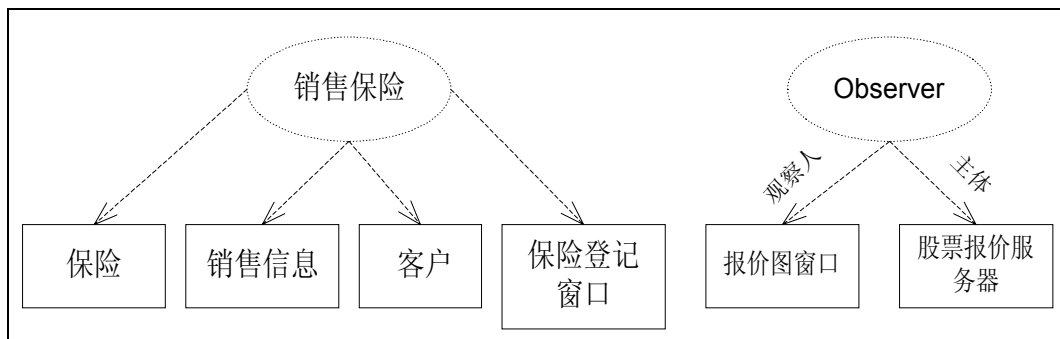 销售保险
Observer
观察人
主体
保险
销售信息
客户
保险登记
窗口
报价图窗口
股票报价服
务器